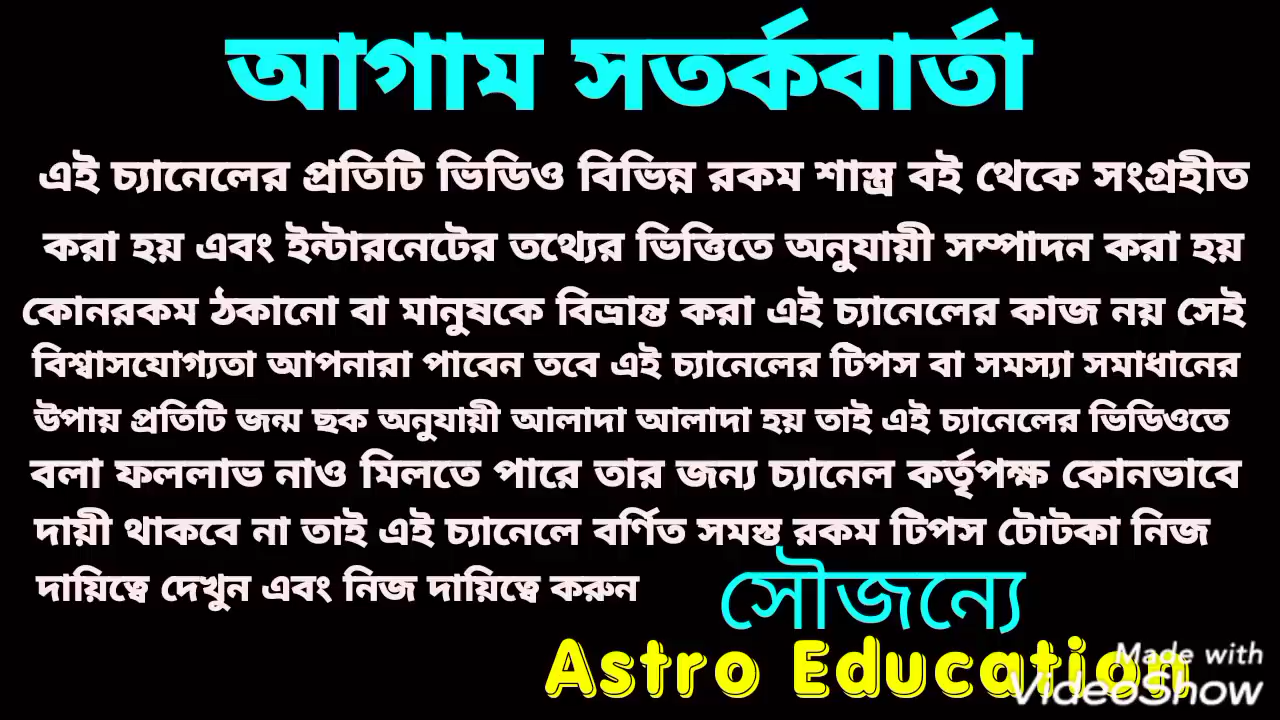 আগাম সতর্কবার্তা
এই চ্যানেলের প্রতিটি ভিডিও বিভিন্ন রকম শাস্ত্র বই থেকে সংগ্রহীত
করা হয় এবং ইন্টারনেটের তথ্যের ভিত্তিতে অনুযায়ী সম্পাদন করা হয়
কোনরকম ঠকানো বা মানুষকে বিভ্রান্ত করা এই চ্যানেলের কাজ নয় সেই
বিশ্বাসযোগ্যতা আপনারা পাবেন তবে এই চ্যানেলের টিপস বা সমস্যা সমাধানের
উপায় প্রতিটি জন্ম ছক অনুযায়ী আলাদা আলাদা হয় তাই এই চ্যানেলের ভিডিওতে
বলা ফললাভ নাও মিলতে পারে তার জন্য চ্যানেল কর্তৃপক্ষ কোনভাবে
দায়ী থাকবে না তাই এই চ্যানেলে বর্ণিত সমস্ত রকম টিপস টোটকা নিজ
দায়িত্বে দেখুন এবং নিজ দায়িত্বে করুন
সৌজন্যে
Astro Education
Made with
VideoShow